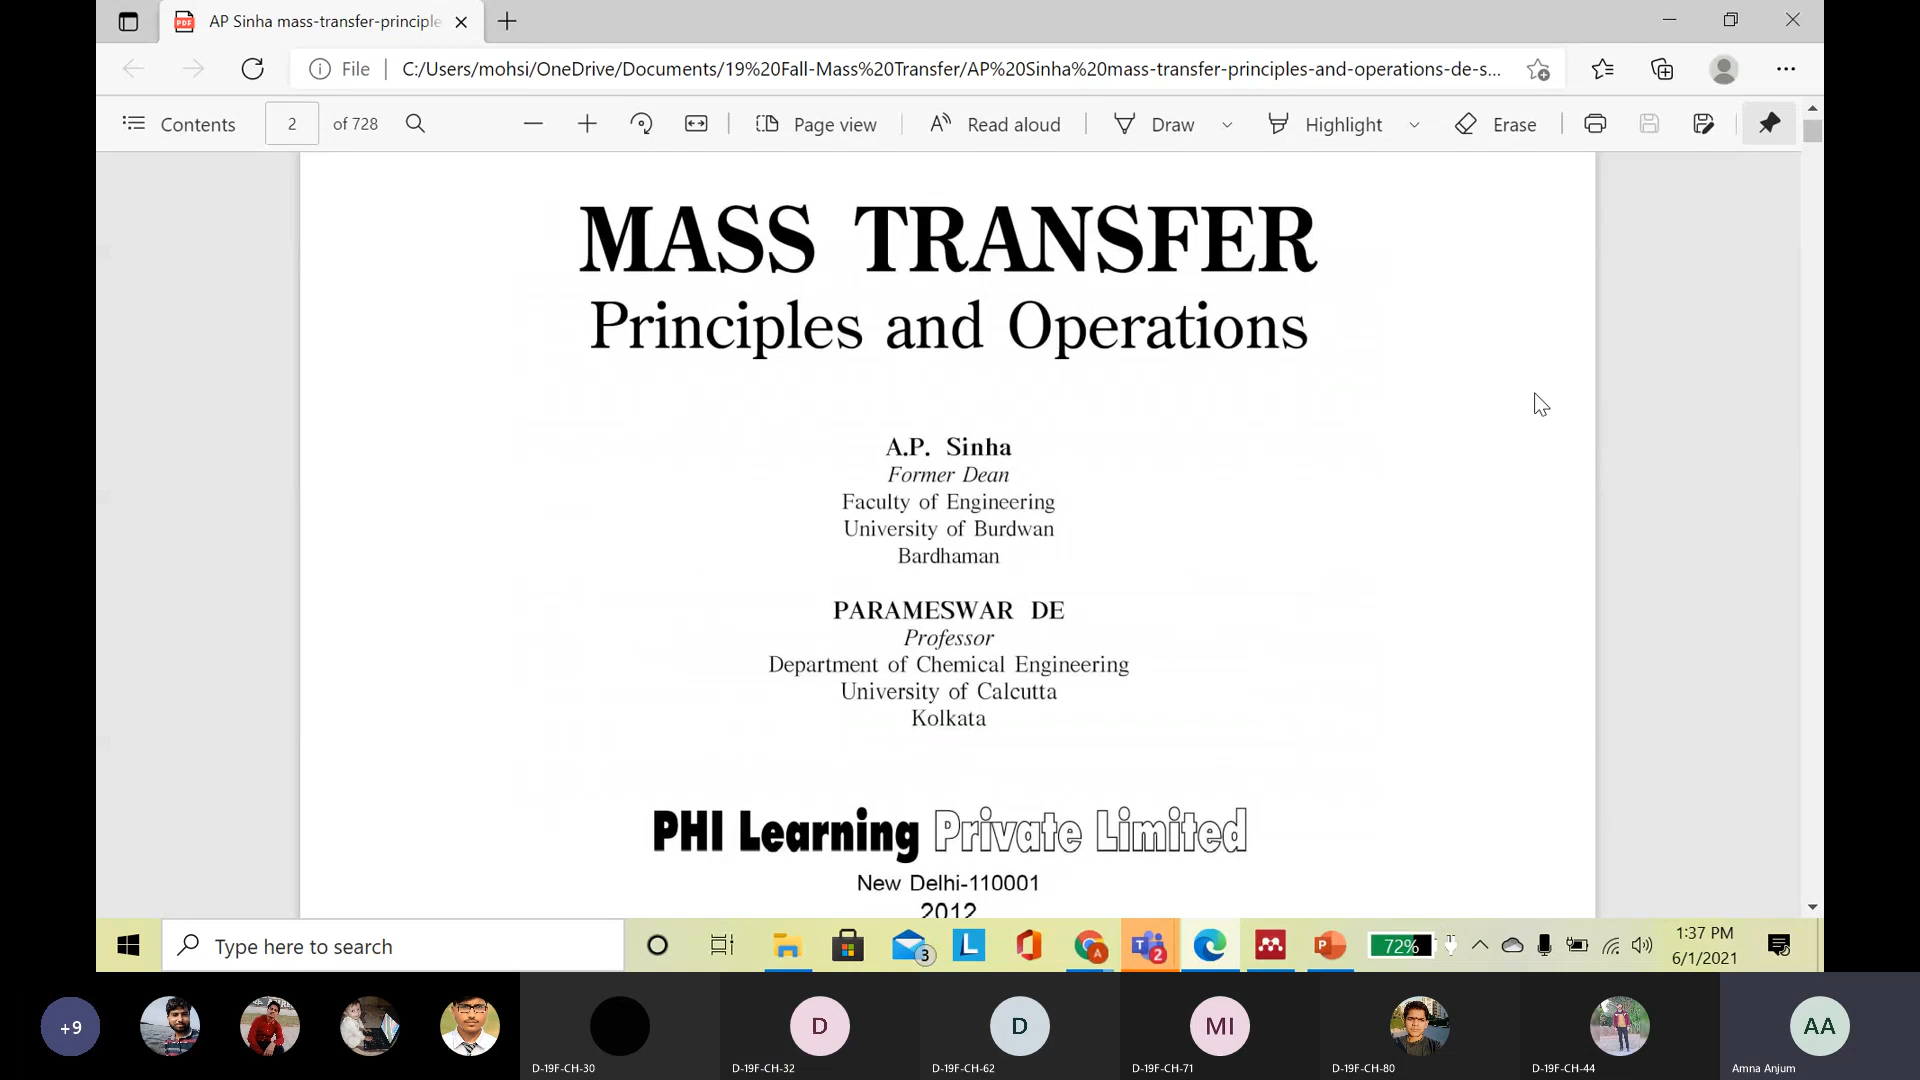 AP Sinha mass-transfer-principle
File
C:/Users/mohsi/OneDrive/Documents/19%20Fall-Mass%20Transfer/AP%20Sinha%20mass-transfer-principles-and-operations-de-s...
Contents
2
of 728
Page view
Read aloud
Draw
Highlight
Erase
MASS TRANSFER
Principles and Operations
A.P. Sinha
Former Dean
Faculty of Engineering
University of Burdwan
Bardhaman
PARAMESWAR DE
Professor
Department of Chemical Engineering
University of Calcutta
Kolkata
PHI Learning Private Limited
New Delhi-110001
2012
Type here to search
3
L
A
2
P
72%
1:37 PM
6/1/2021
+9
D
D
MI
AA
D-19F-CH-30
D-19F-CH-32
D-19F-CH-62
D-19F-CH-71
D-19F-CH-80
D-19F-CH-44
Amna Anjum